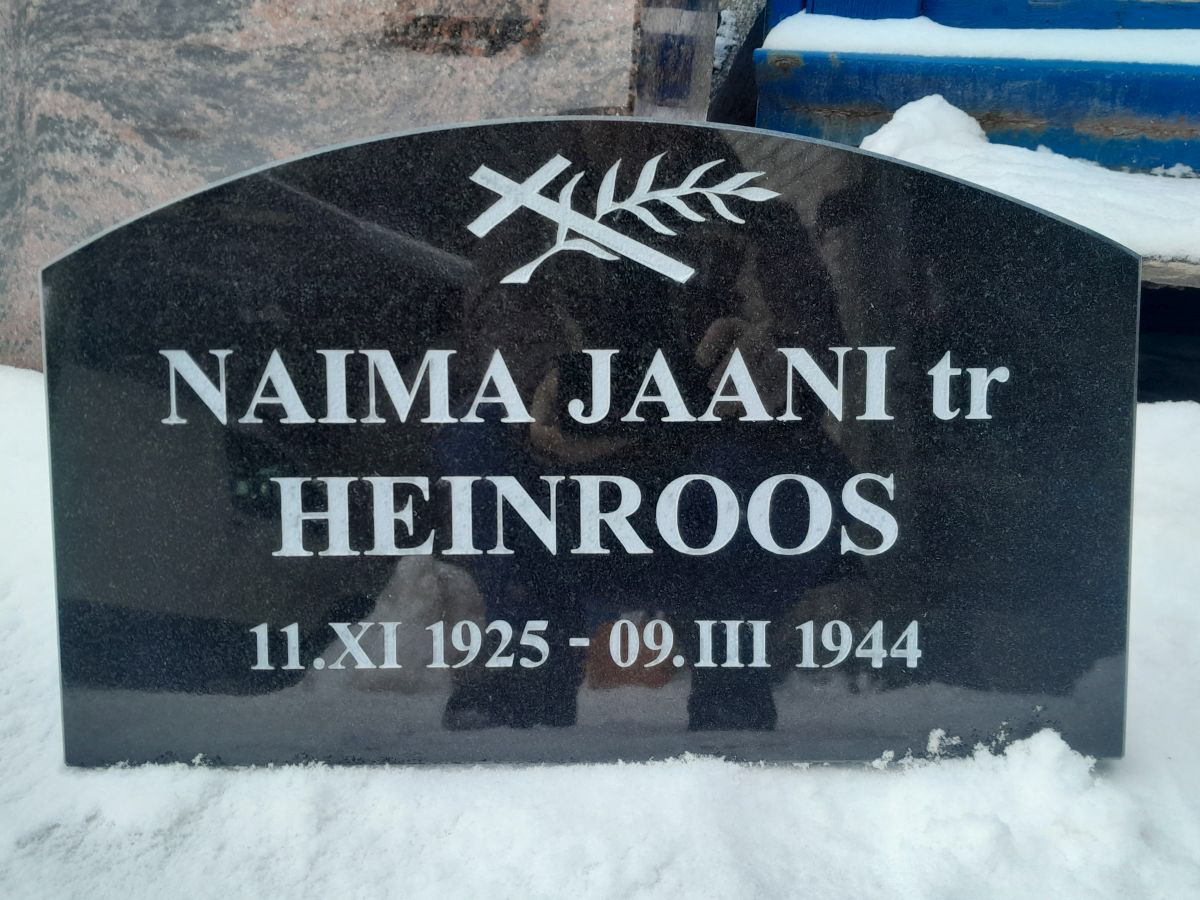 NAIMA JAANI tr
HEINROOS
11.XI 1925 - 09.III 1944